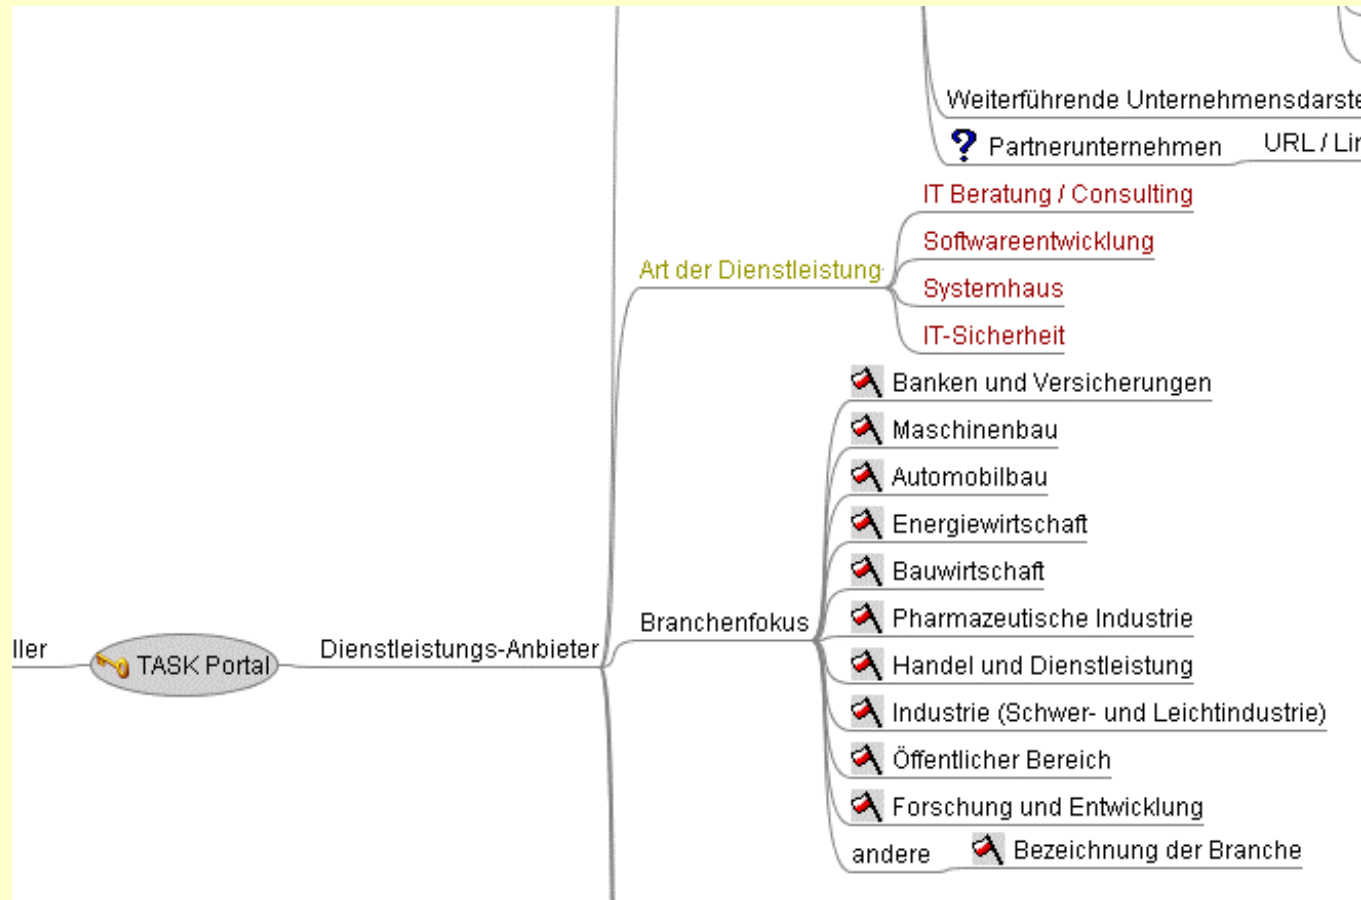 Weiterführende Unternehmensdarste
Partnerunternehmen URL / Lin
IT Beratung / Consulting
Softwareentwicklung
Art der Dienstleistung
Systemhaus
IT-Sicherheit
Banken und Versicherungen
Maschinenbau
Automobilbau
Energiewirtschaft
Bauwirtschaft
Branchenfokus
Pharmazeutische Industrie
ller
TASK Portal
Dienstleistungs-Anbieter
Handel und Dienstleistung
Industrie (Schwer- und Leichtindustrie)
Öffentlicher Bereich
Forschung und Entwicklung
andere Bezeichnung der Branche